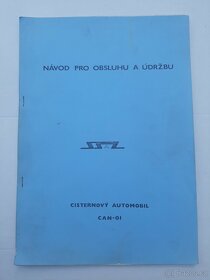 NÁVOD PRO OBSLUHU A ÚDRŽBU
CISTERNOVÝ AUTOMOBIL
CAN-01